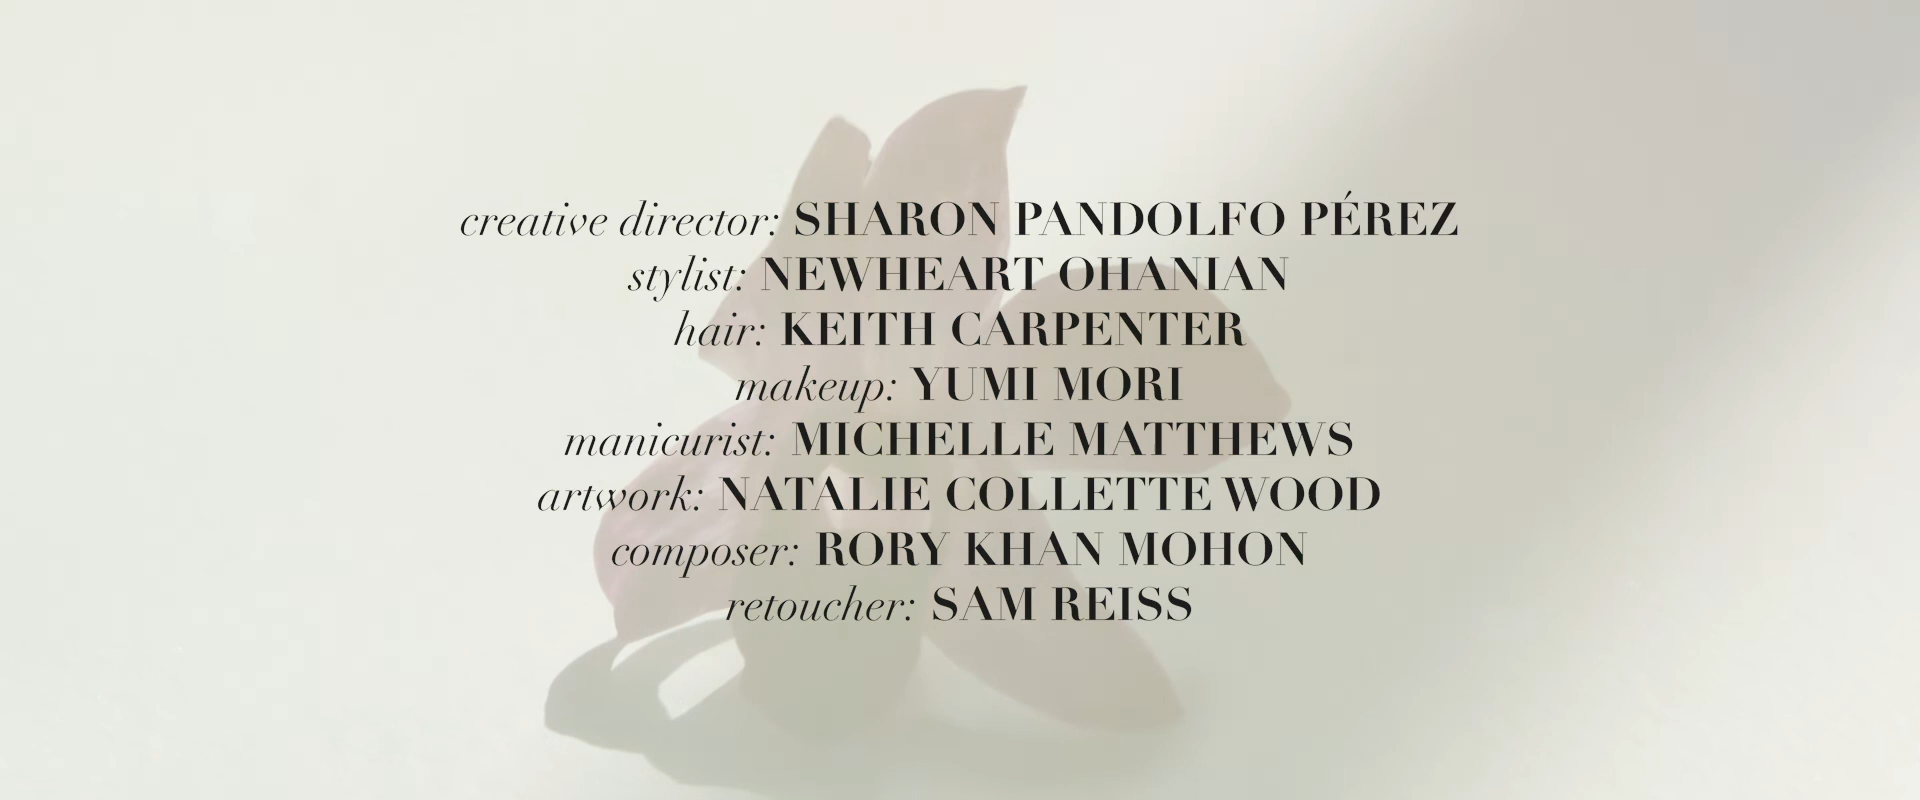 creative director: SHARON PANDOLFO PÉREZ
stylist: NEWHEART OHANIAN
hair: KEITH CARPENTER
makeup: YUMI MORI
manicurist: MICHELLE MATTHEWS
artwork: NATALIE COLLETTE WOOD
composer: RORY KHAN MOHON
retoucher: SAM REISS